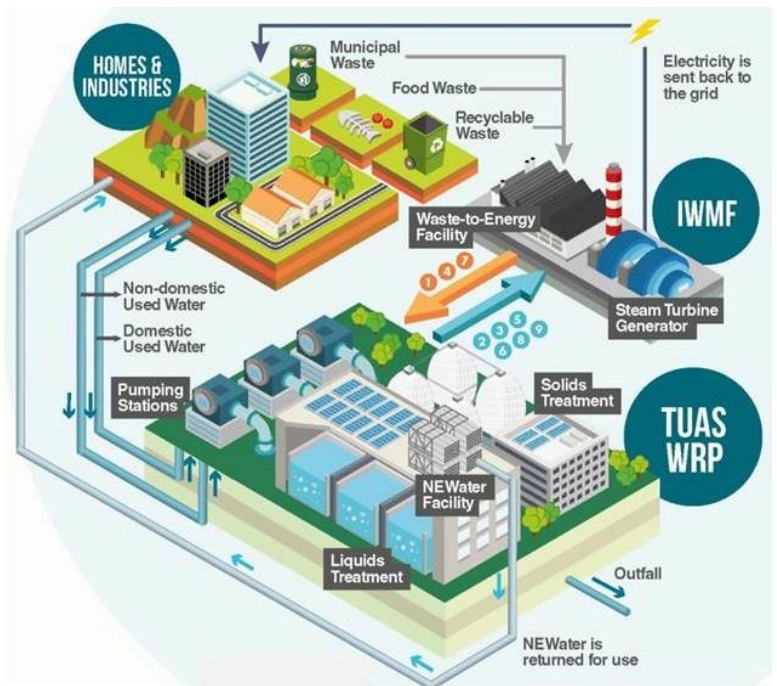 HOMES &
INDUSTRIES
Municipal
Waste
Food Waste
Recyclable
Waste
Electricity is
sent back to
the grid
Waste-to-Energy
Facility
IWMF
Steam Turbine
Generator
1 4 7
2 3 5
6 8 9
Non-domestic
Used Water
Domestic
Used Water
Pumping
Stations
Solids
Treatment
TUAS
WRP
NEWater
Facility
Liquids
Treatment
Outfall
NEWater is
returned for use